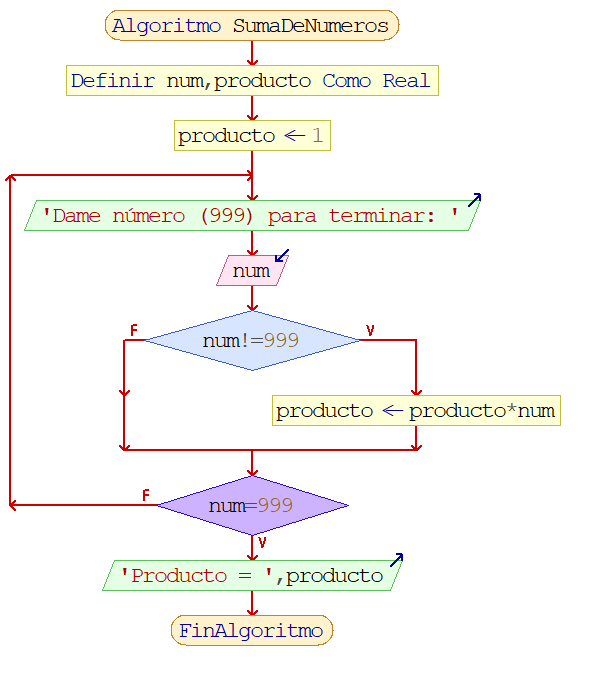 Algoritmo SumaDeNumeros
Definir num,producto Como Real
producto ← 1
'Dame número (999) para terminar: '
num
num!=999
F
V
producto ← producto*num
num=999
F
V
'Producto = ',producto
FinAlgoritmo